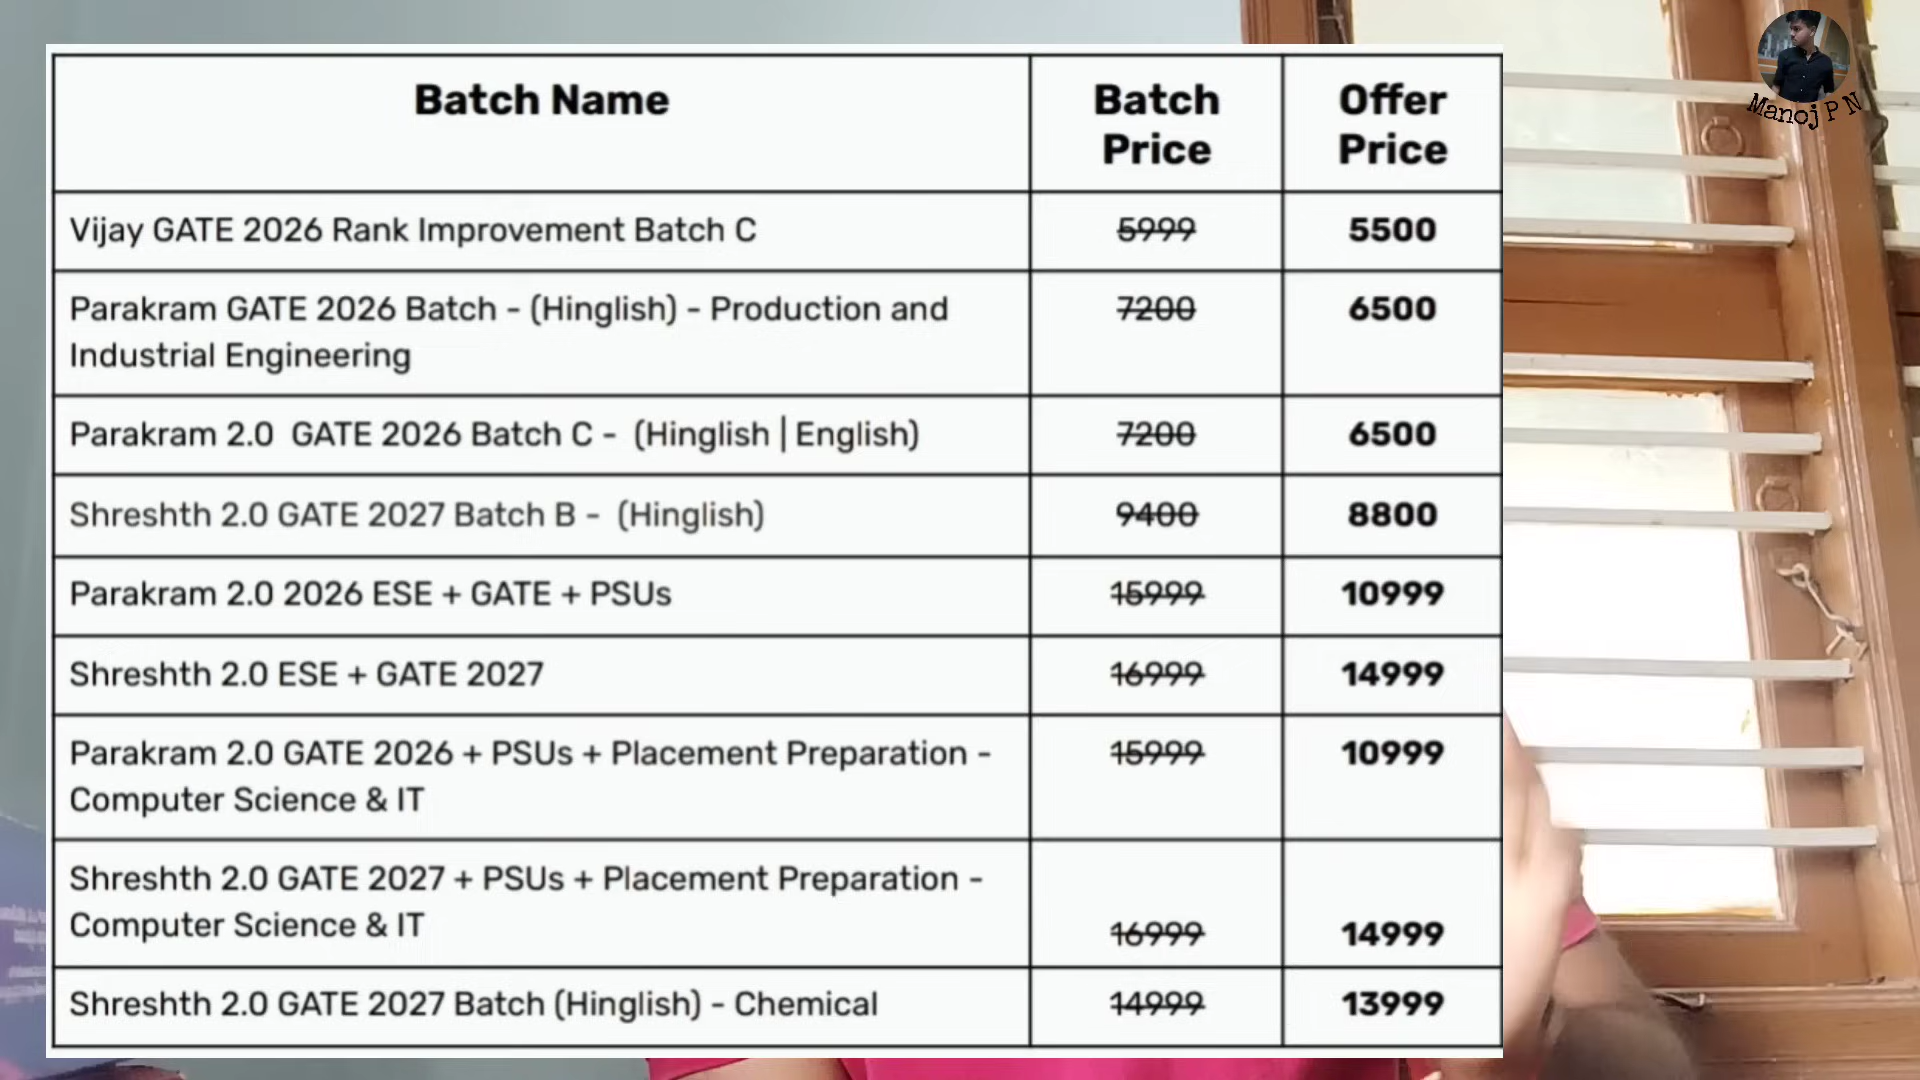 Batch Name
Batch
Price
Offer
Price
Vijay GATE 2026 Rank Improvement Batch C
5999
5500
Parakram GATE 2026 Batch - (Hinglish) - Production and
Industrial Engineering
7200
6500
Parakram 2.0 GATE 2026 Batch C - (Hinglish | English)
7200
6500
Shreshth 2.0 GATE 2027 Batch B - (Hinglish)
9400
8800
Parakram 2.0 2026 ESE + GATE + PSUs
15999
10999
Shreshth 2.0 ESE + GATE 2027
16999
14999
Parakram 2.0 GATE 2026 + PSUs + Placement Preparation -
Computer Science & IT
15999
10999
Shreshth 2.0 GATE 2027 + PSUs + Placement Preparation -
Computer Science & IT
16999
14999
Shreshth 2.0 GATE 2027 Batch (Hinglish) - Chemical
14999
13999
Manoj P N